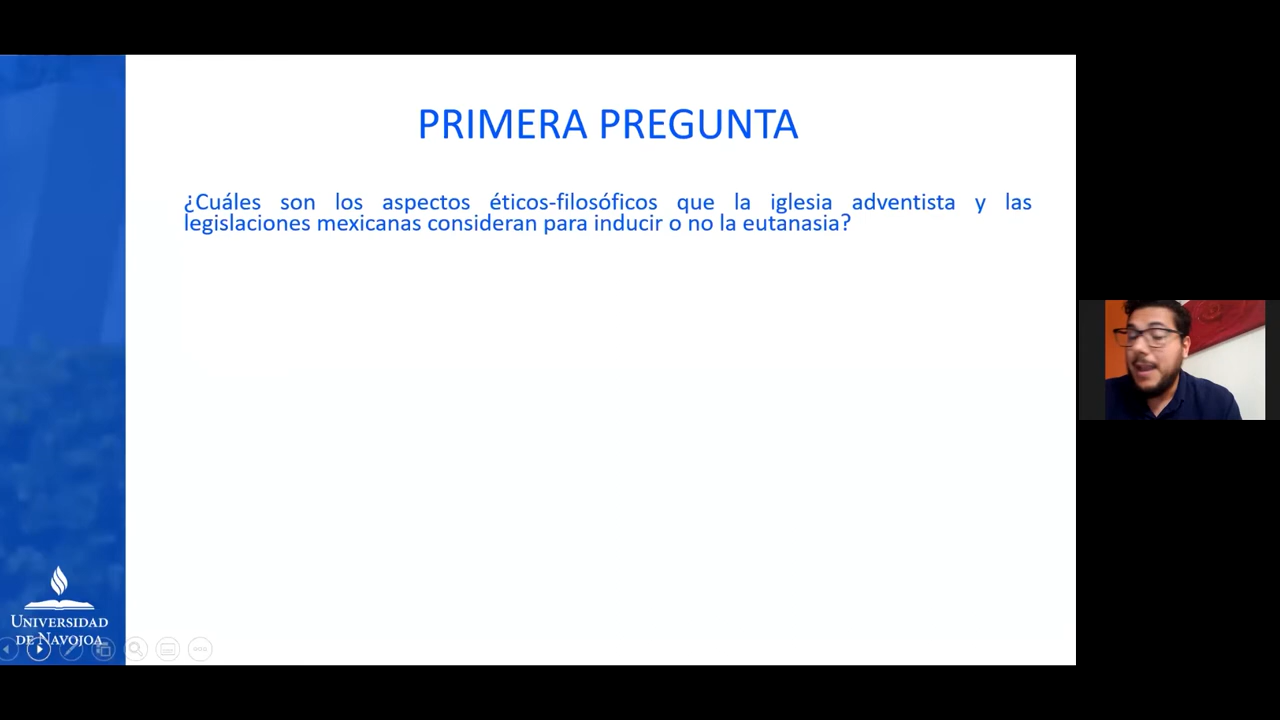 PRIMERA PREGUNTA
¿Cuáles son los aspectos éticos-filosóficos que la iglesia adventista y las
legislaciones mexicanas consideran para inducir o no la eutanasia?
UNIVERSIDAD
DE NAVOJOA